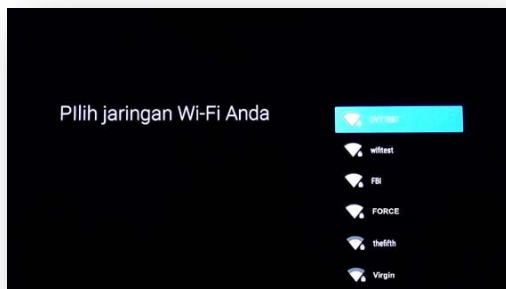 PIlih jaringan Wi-Fi Anda
wifitest
FBI
FORCE
thefifth
Virgin